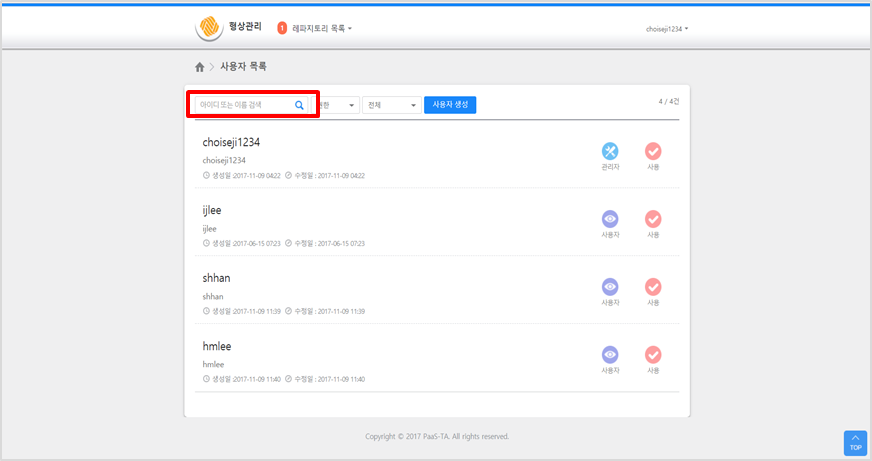 형상관리
1 레파지토리 목록
choiseji1234
사용자 목록
아이디 또는 이름 검색
전체
사용자 생성
4 / 4건
choiseji1234
choiseji1234
생성일 :2017-11-09 04:22 수정일 : 2017-11-09 04:22
관리자
사용
ijlee
ijlee
생성일 :2017-06-15 07:23 수정일 : 2017-06-15 07:23
사용자
사용
shhan
shhan
생성일 :2017-11-09 11:39 수정일 : 2017-11-09 11:39
사용자
사용
hmlee
hmlee
생성일 :2017-11-09 11:40 수정일 : 2017-11-09 11:40
사용자
사용
Copyright © 2017 PaaS-TA. All rights reserved.
TOP